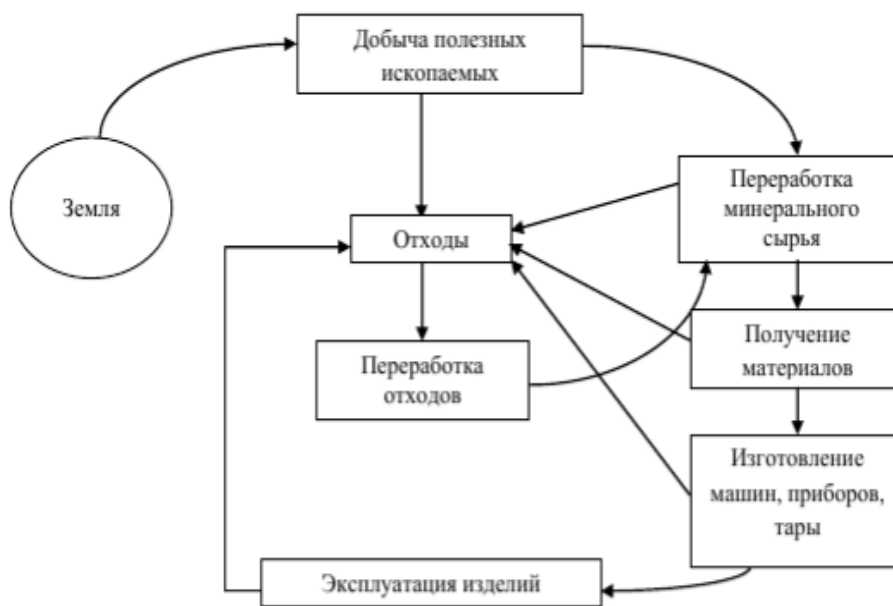 Добыча полезных
ископаемых
Земля
Переработка
минерального
сырья
Отходы
Получение
материалов
Переработка
отходов
Изготовление
машин, приборов,
тары
Эксплуатация изделий